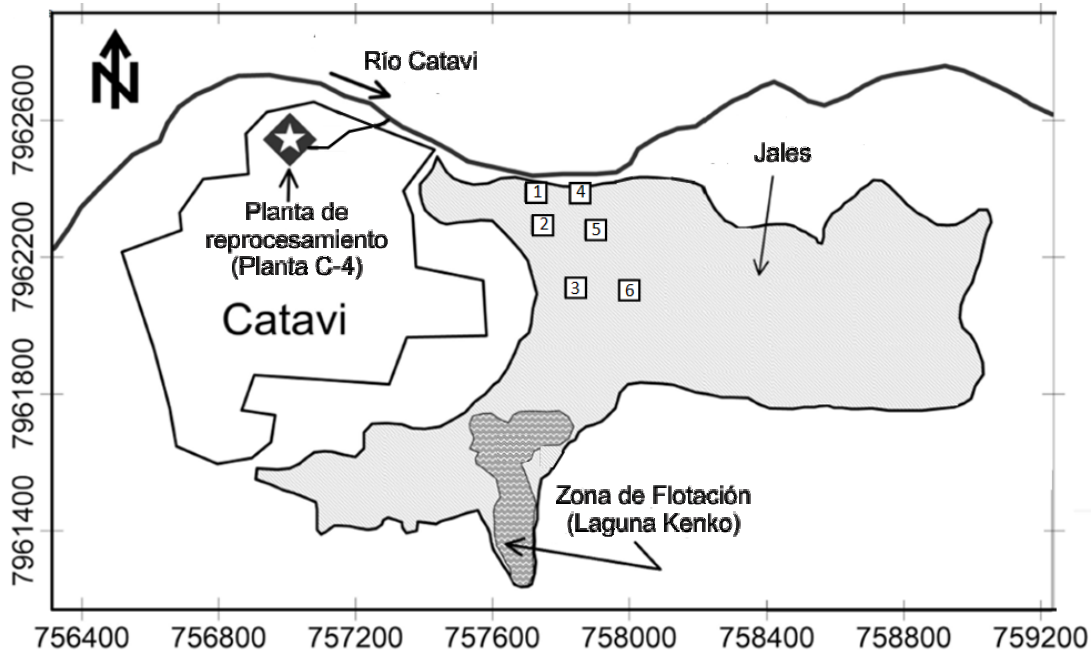 N
Río Catavi
7962600
Jales
1
4
Planta de
reprocesamiento
(Planta C-4)
2
5
7962200
3
6
Catavi
7961800
Zona de Flotación
(Laguna Kenko)
7961400
756400
756800
757200
757600
758000
758400
758800
759200